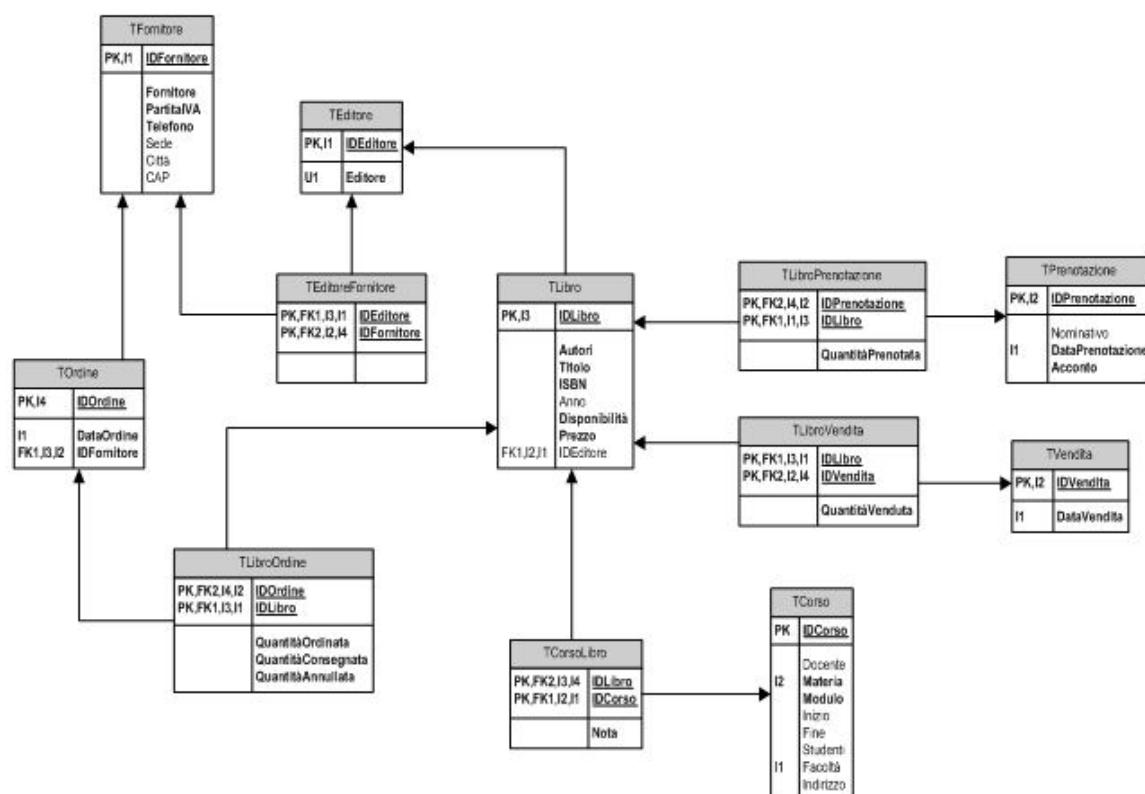 TFornitore
PK,I1 IDFornitore
Fornitore
PartitaIVA
Telefono
Sede
Città
CAP
TEditore
PK,I1 IDEditore
U1 Editore
TEditoreFornitore
PK,FK1,I3,I1 IDEditore
PK,FK2,I2,I4 IDFornitore
TLibro
PK,I3 IDLibro
Autori
Titolo
ISBN
Anno
Disponibilità
Prezzo
FK1,I2,I1 IDEditore
TLibroPrenotazione
PK,FK2,I4,I2 IDPrenotazione
PK,FK1,I1,I3 IDLibro
QuantitàPrenotata
TPrenotazione
PK,I2 IDPrenotazione
Nominativo
I1 DataPrenotazione
Acconto
TOrdine
PK,I4 IDOrdine
I1 DataOrdine
FK1,I3,I2 IDFornitore
TLibroVendita
PK,FK1,I3,I1 IDLibro
PK,FK2,I2,I4 IDVendita
QuantitàVenduta
TVendita
PK,I2 IDVendita
I1 DataVendita
TLibroOrdine
PK,FK2,I4,I2 IDOrdine
PK,FK1,I3,I1 IDLibro
QuantitàOrdinata
QuantitàConsegnata
QuantitàAnnullata
TCorsoLibro
PK,FK2,I3,I4 IDLibro
PK,FK1,I2,I1 IDCorso
Nota
TCorso
PK IDCorso
Docente
I2 Materia
Modulo
Inizio
Fine
Studenti
I1 Facoltà
Indirizzo